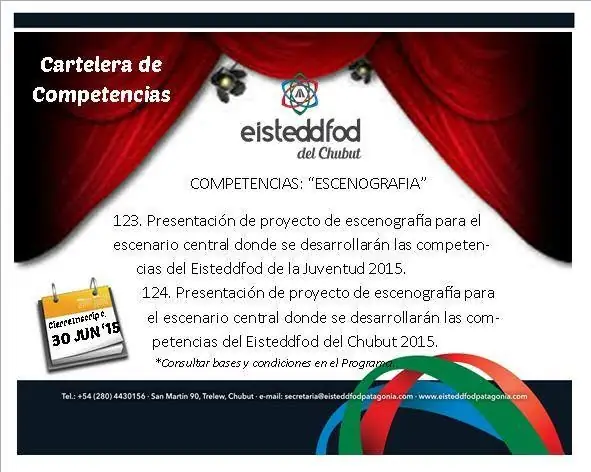 Cartelera de
Competencias
eisteddfod
del Chubut
COMPETENCIAS: “ESCENOGRAFIA”
123. Presentación de proyecto de escenografía para el
escenario central donde se desarrollarán las competen-
cias del Eisteddfod de la Juventud 2015.
124. Presentación de proyecto de escenografía para
el escenario central donde se desarrollarán las com-
petencias del Eisteddfod del Chubut 2015.
*Consultar bases y condiciones en el Programa..
Cierre inscrip.
30 JUN ‘15
Tel.: +54 (280) 4430156 · San Martín 90, Trelew, Chubut · e-mail: secretaria@eisteddfodpatagonia.com · www.eisteddfodpatagonia.com